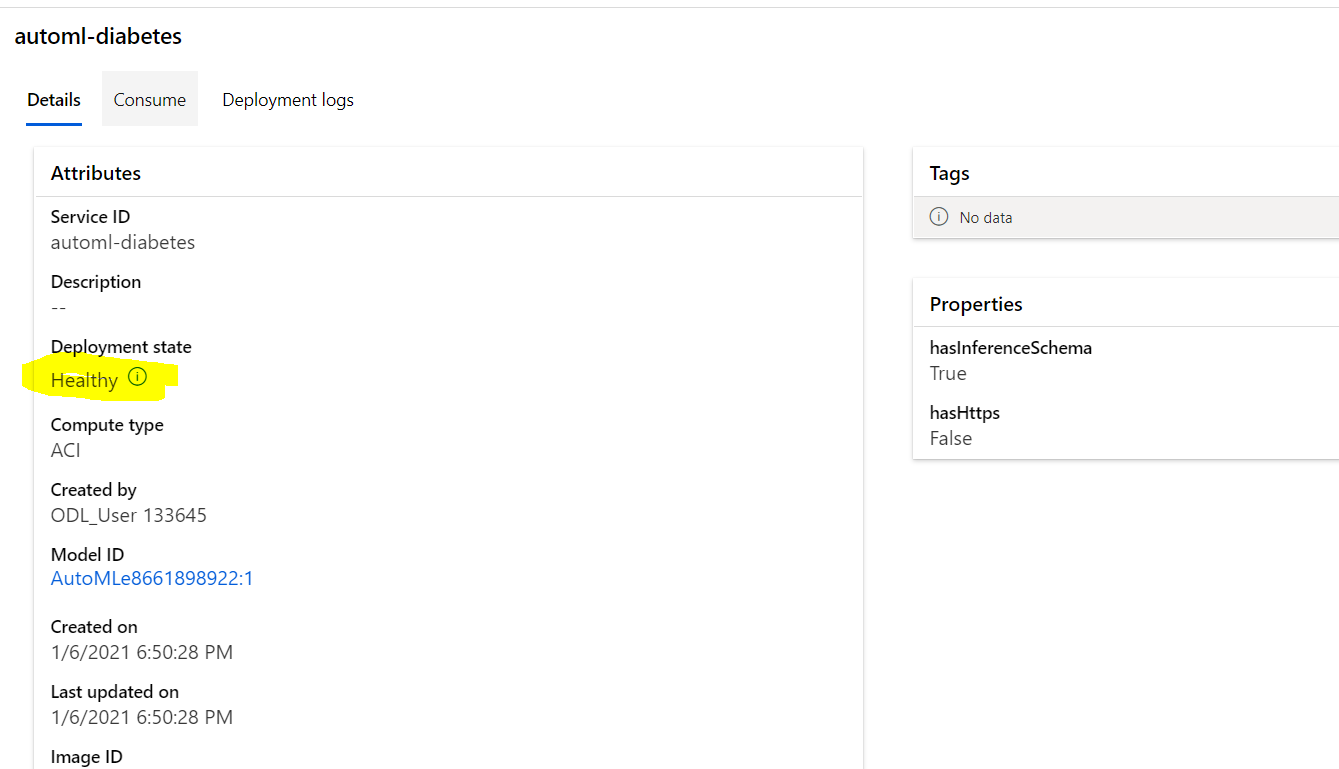 automl-diabetes
Details
Consume
Deployment logs
Attributes
Service ID
automl-diabetes
Description
--
Deployment state
Healthy
Compute type
ACI
Created by
ODL_User 133645
Model ID
AutoMLe8661898922:1
Created on
1/6/2021 6:50:28 PM
Last updated on
1/6/2021 6:50:28 PM
Image ID
Tags
No data
Properties
hasInferenceSchema
True
hasHttps
False